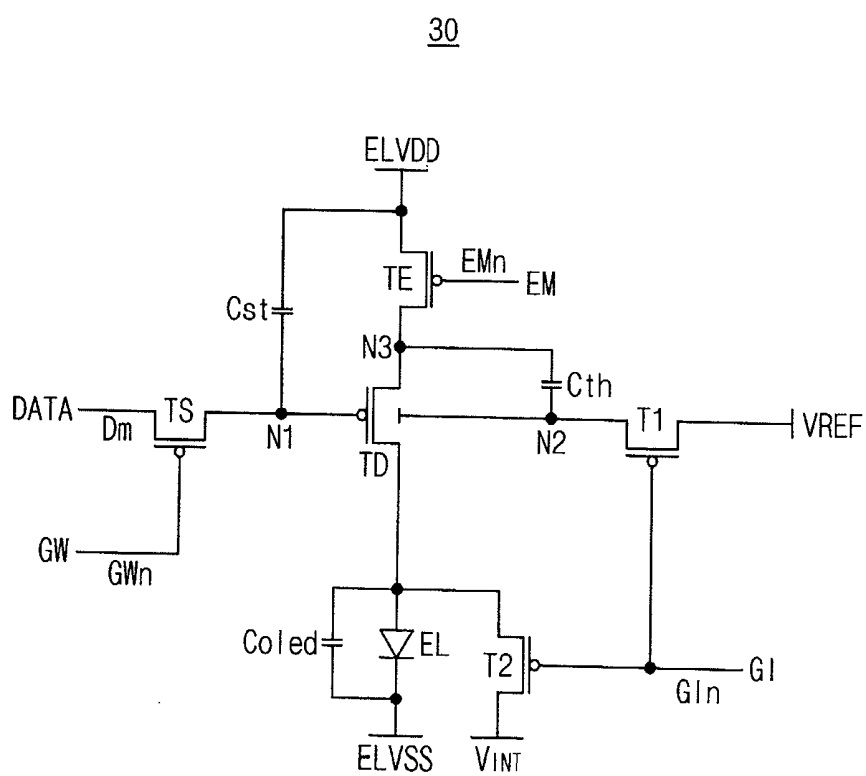 30
ELVDD
EMn
TE
EM
Cst
N3
Cth
DATA
TS
T1
Dm
N1
N2
VREF
TD
GW
GWn
Coled
EL
T2
GI
GIn
ELVSS
VINT